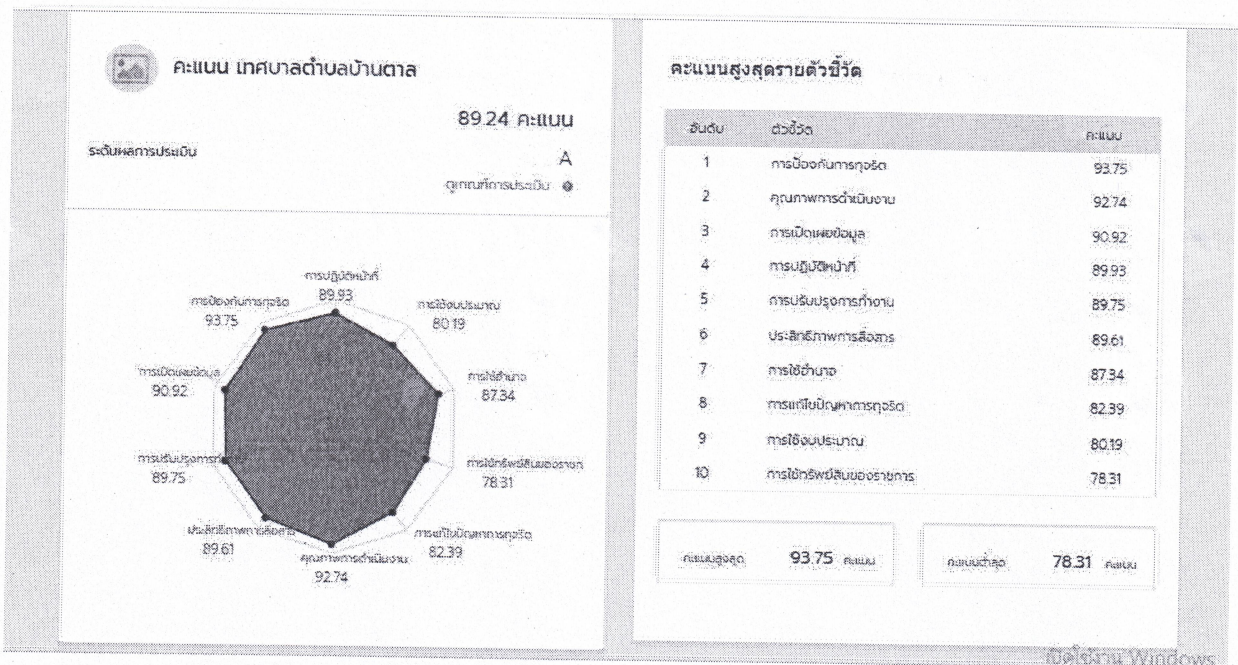 คะแนน เทศบาลตำบลบ้านตาล
89.24 คะแนน
ระดับผลการประเมิน
A
ดูเกณฑ์การประเมิน
การปฏิบัติหน้าที่
89.93
การป้องกันการทุจริต
93.75
การใช้งบประมาณ
80.19
การเปิดเผยข้อมูล
90.92
การใช้อำนาจ
87.34
การปรับปรุงการทำ
89.75
การใช้ทรัพย์สินของราชก
78.31
ประสิทธิภาพการสื่อสาร
89.61
การแก้ไขปัญหาการทุจริต
82.39
คุณภาพการดำเนินงาน
92.74
คะแนนสูงสุดรายตัวชี้วัด
อันดับ ตัวชี้วัด คะแนน
1 การป้องกันการทุจริต 93.75
2 คุณภาพการดำเนินงาน 92.74
3 การเปิดเผยข้อมูล 90.92
4 การปฏิบัติหน้าที่ 89.93
5 การปรับปรุงการทำงาน 89.75
6 ประสิทธิภาพการสื่อสาร 89.61
7 การใช้อำนาจ 87.34
8 การแก้ไขปัญหาการทุจริต 82.39
9 การใช้งบประมาณ 80.19
10 การใช้ทรัพย์สินของราชการ 78.31
คะแนนสูงสุด 93.75 คะแนน
คะแนนต่ำสุด 78.31 คะแนน
เปิดใช้งาน Windows